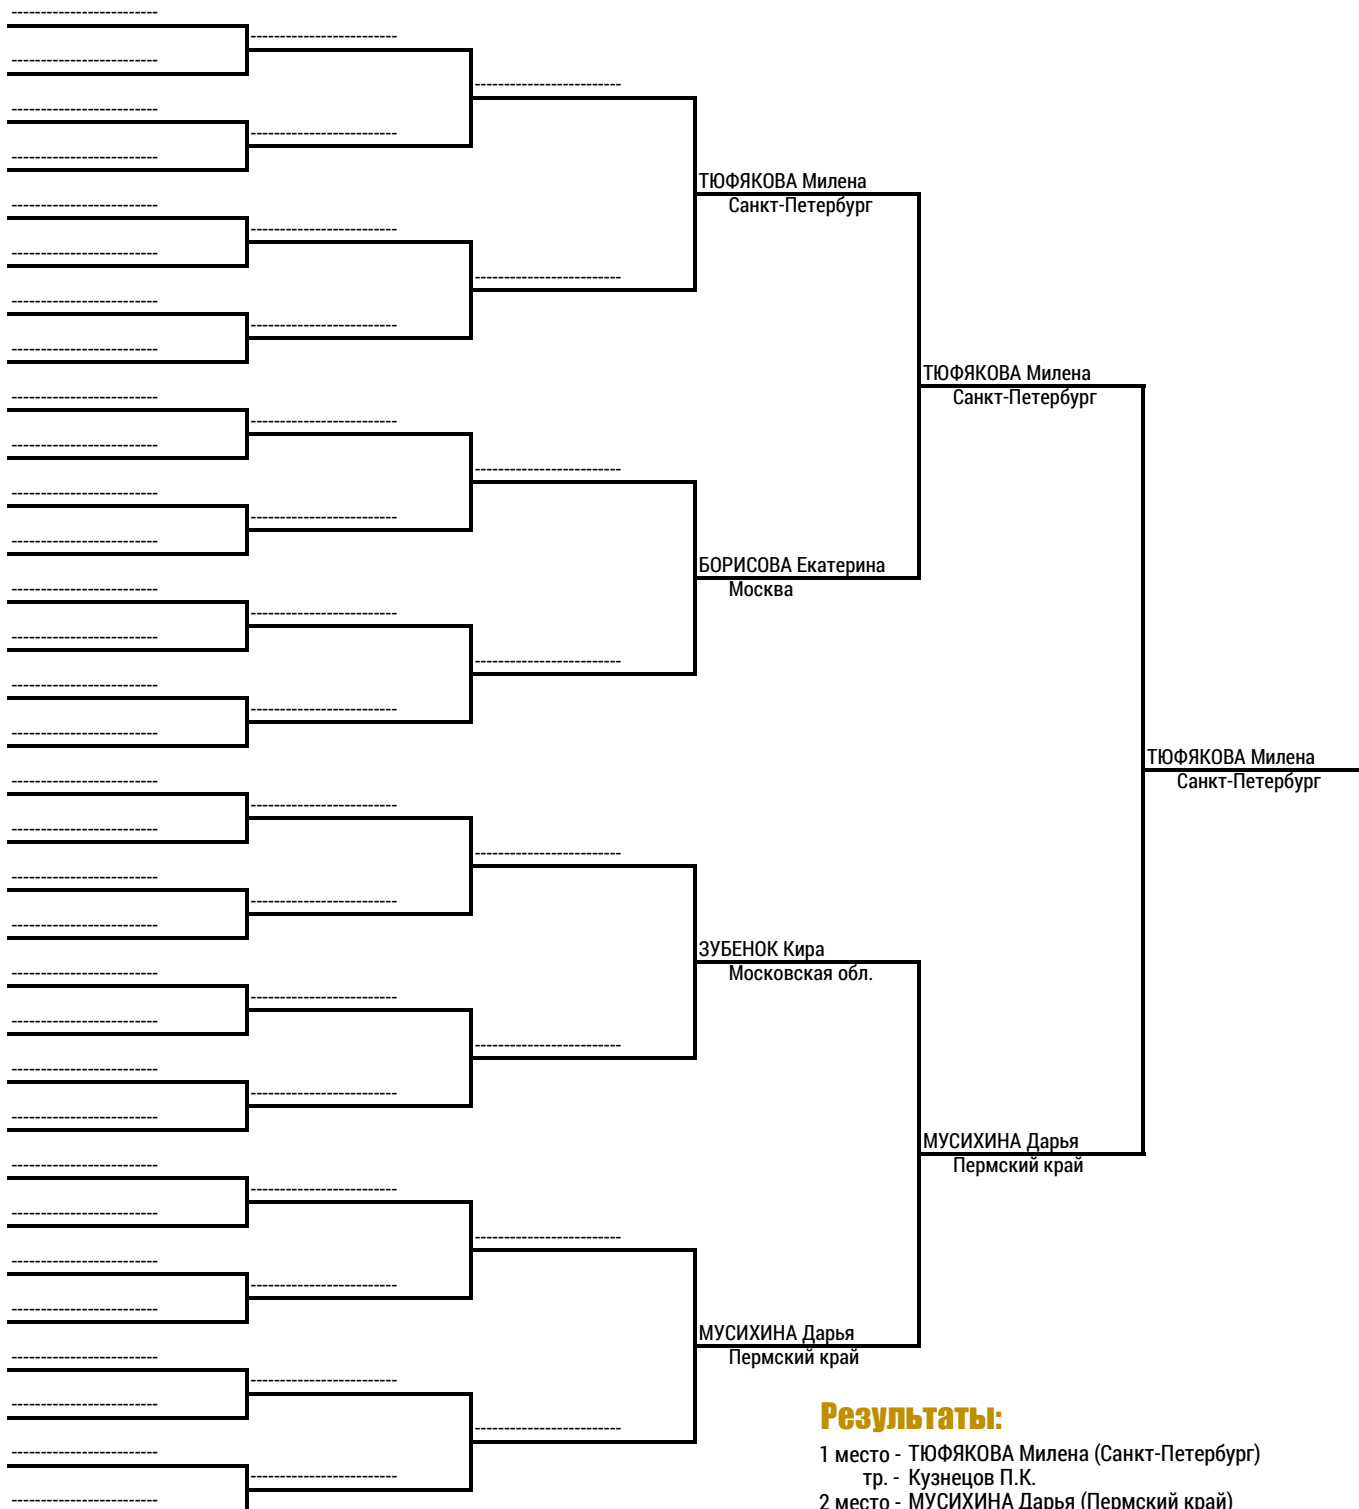 ТЮФЯКОВА Милена
Санкт-Петербург
ТЮФЯКОВА Милена
Санкт-Петербург
БОРИСОВА Екатерина
Москва
ТЮФЯКОВА Милена
Санкт-Петербург
ЗУБЕНОК Кира
Московская обл.
МУСИХИНА Дарья
Пермский край
МУСИХИНА Дарья
Пермский край
Результаты:
1 место - ТЮФЯКОВА Милена (Санкт-Петербург)
тр. - Кузнецов П.К.
2 место - МУСИХИНА Дарья (Пермский край)